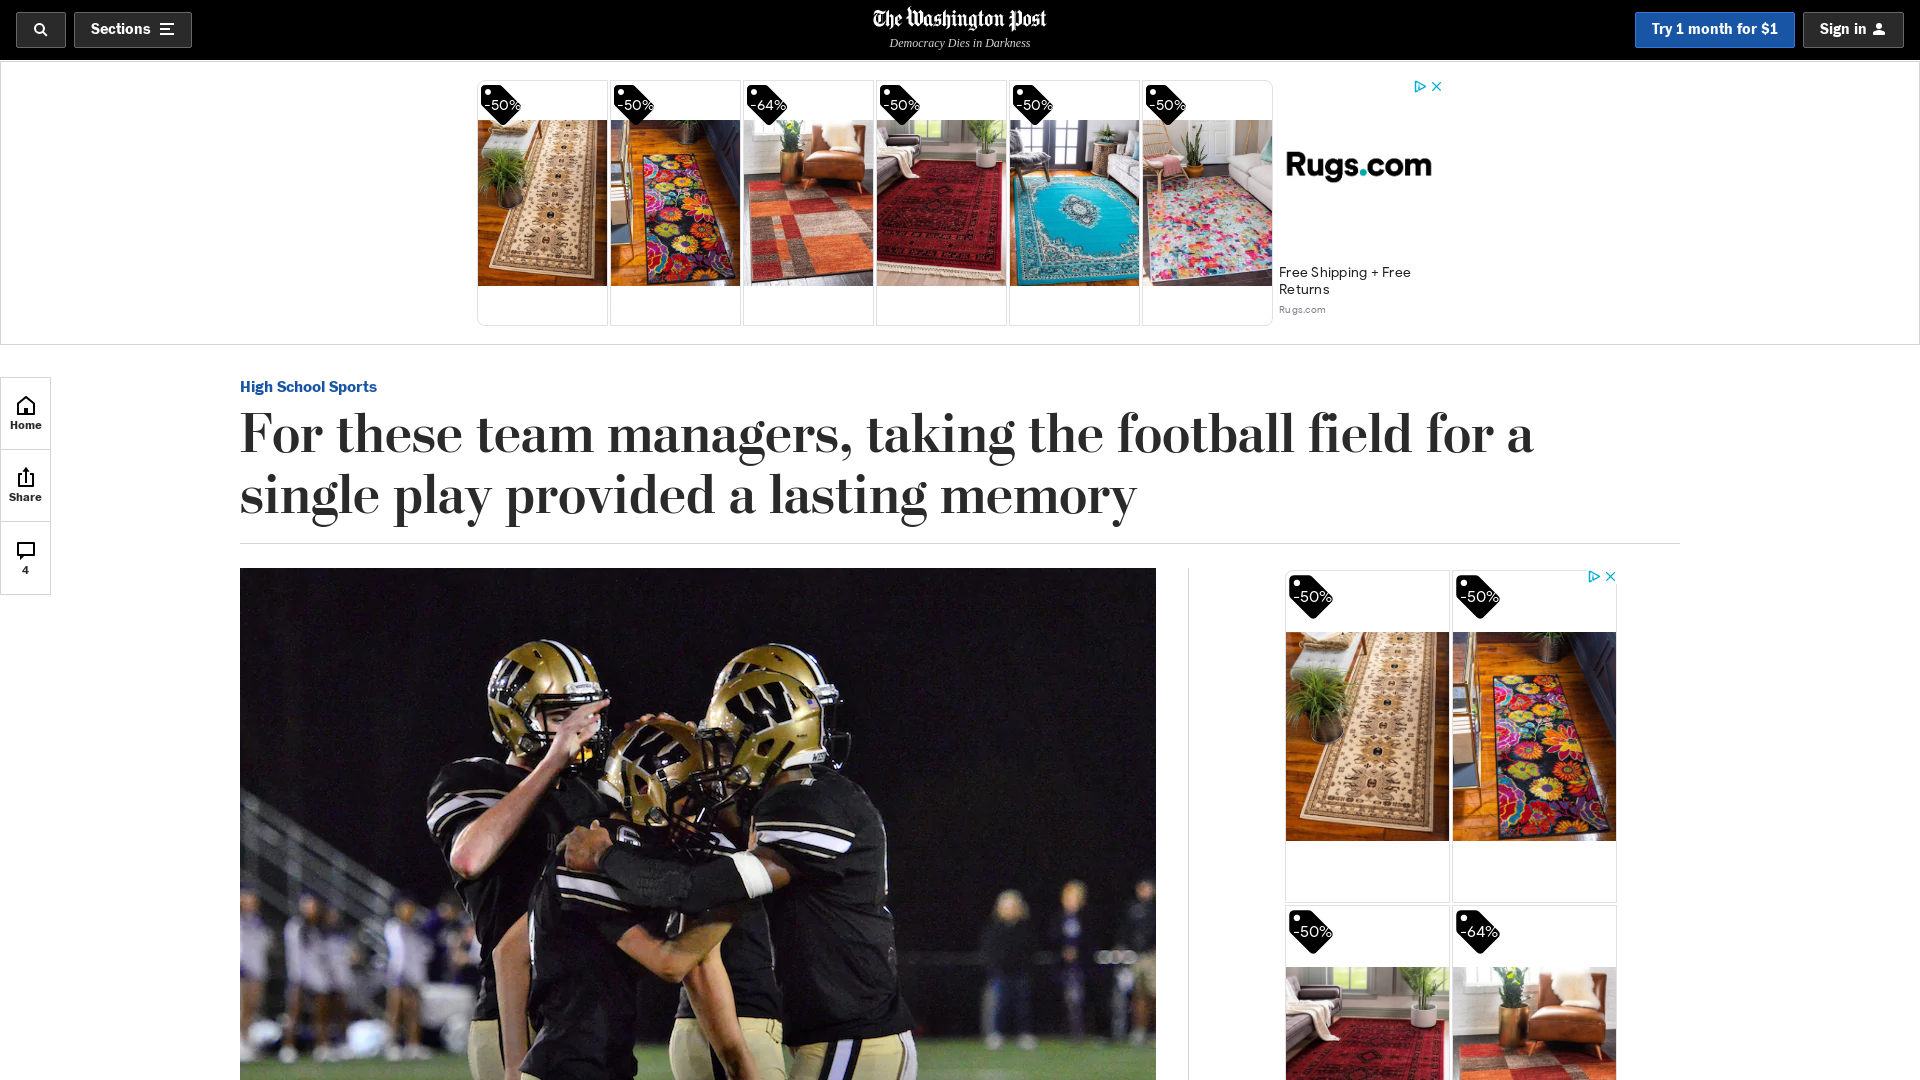 Sections
The Washington Post
Democracy Dies in Darkness
Try 1 month for $1
Sign in
-50%
-50%
-64%
-50%
-50%
-50%
Rugs.com
Free Shipping + Free
Returns
Rugs.com
Home
Share
4
High School Sports
For these team managers, taking the football field for a
single play provided a lasting memory
W
W
W
-50%
-50%
-50%
-64%